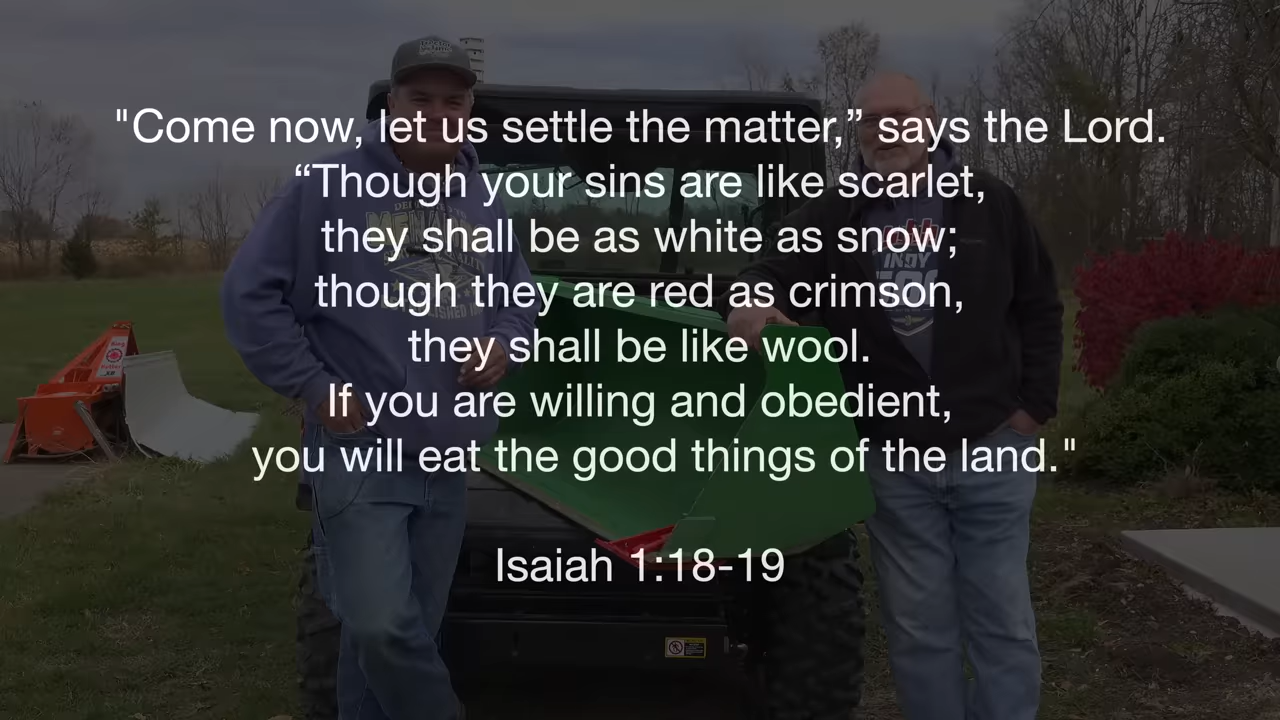 "Come now, let us settle the matter,” says the Lord.
“Though your sins are like scarlet,
they shall be as white as snow;
though they are red as crimson,
they shall be like wool.
If you are willing and obedient,
you will eat the good things of the land."
Isaiah 1:18-19
INDY